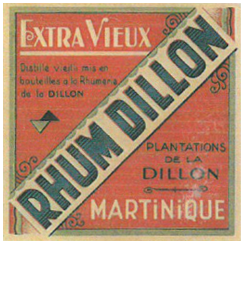 EXTRA VIEUX
Distillé vieilli mis en
bouteilles a la Rhumerie
de la DILLON
RHUM DILLON
PLANTATIONS
DE LA
DILLON
MARTiNiQUE